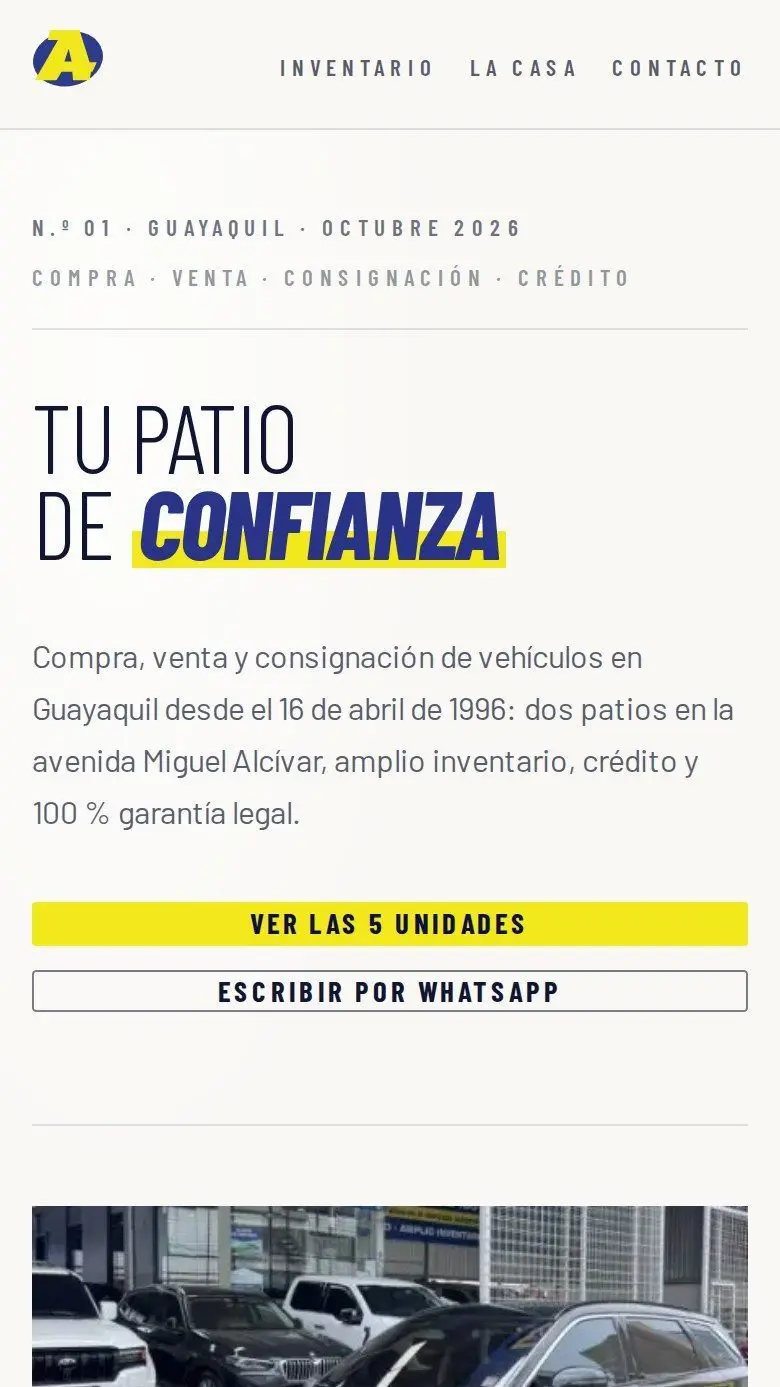 A
INVENTARIO LA CASA CONTACTO
N.º 01 · GUAYAQUIL · OCTUBRE 2026
COMPRA · VENTA · CONSIGNACIÓN · CRÉDITO
TU PATIO
DE CONFIANZA
Compra, venta y consignación de vehículos en
Guayaquil desde el 16 de abril de 1996: dos patios en la
avenida Miguel Alcívar, amplio inventario, crédito y
100 % garantía legal.
VER LAS 5 UNIDADES
ESCRIBIR POR WHATSAPP
· AMPLIO INVENTAR